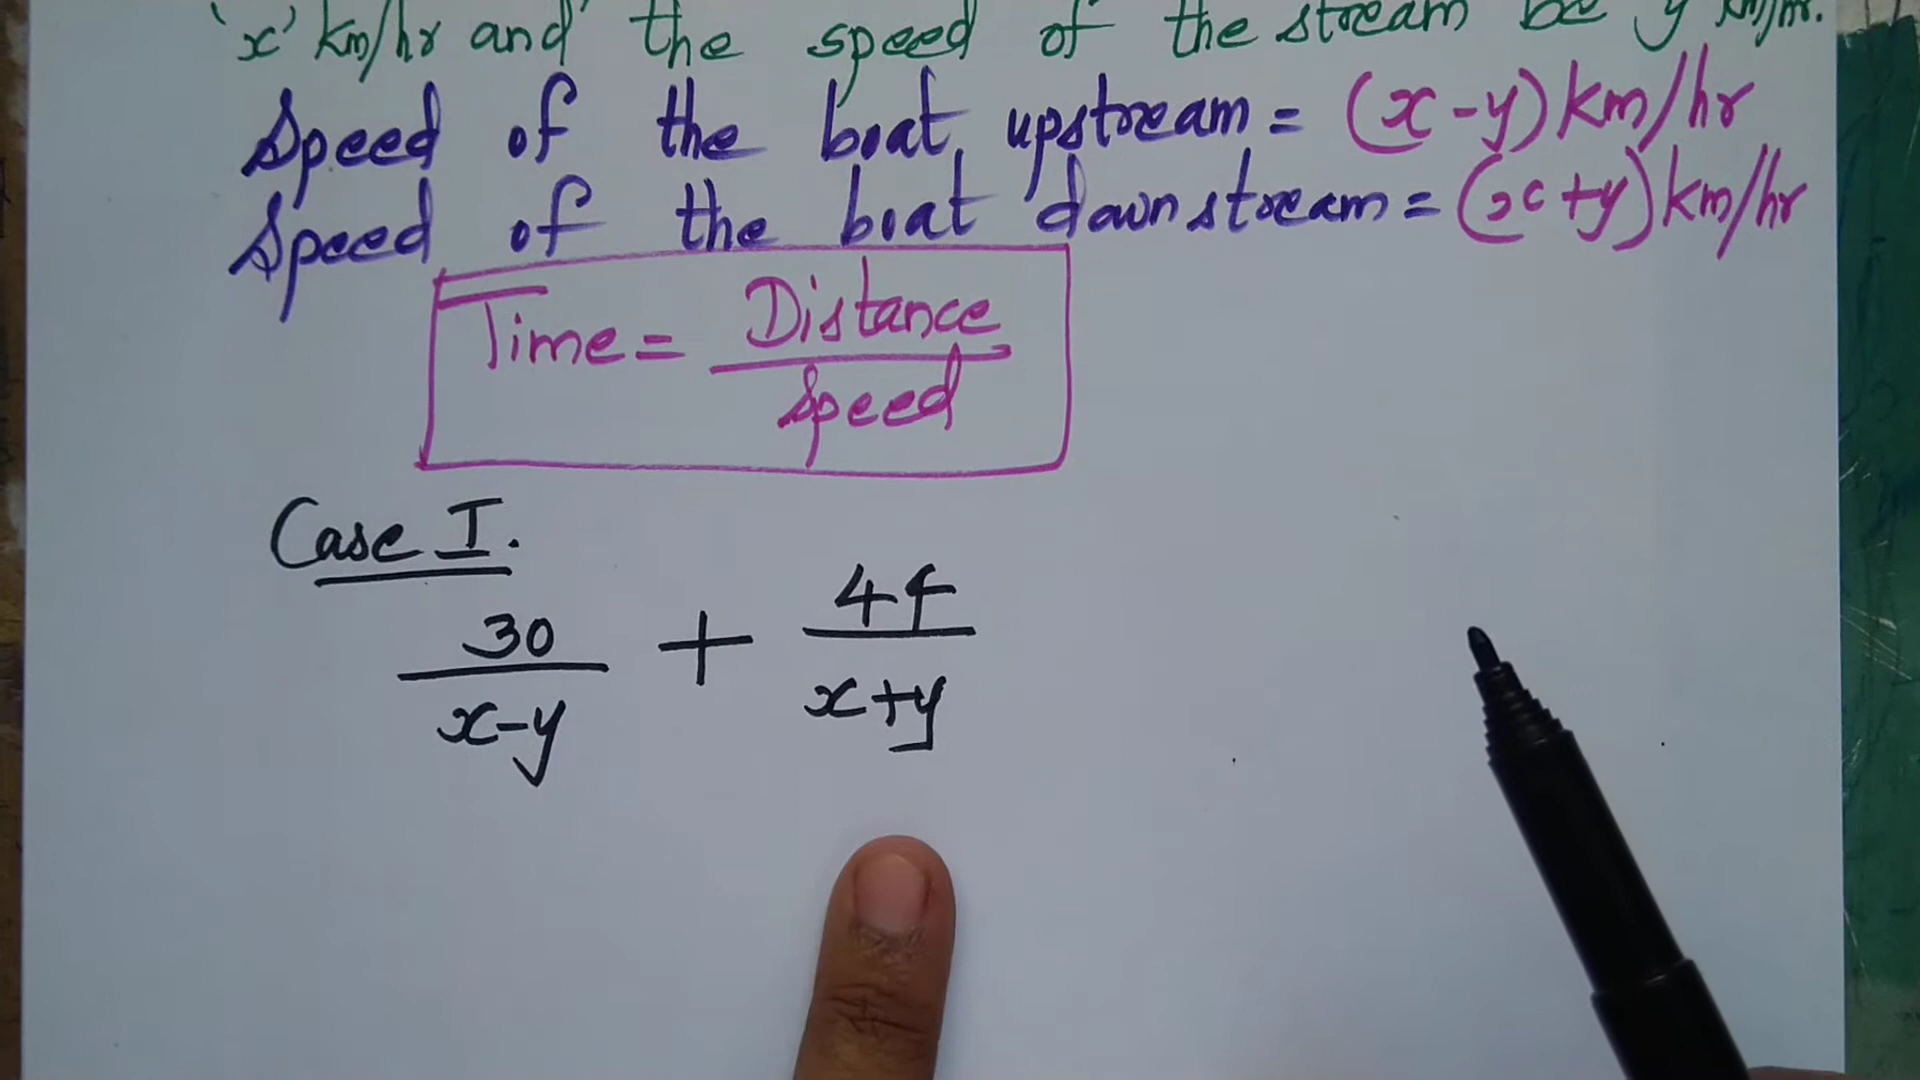 'x' km/hr and the speed of the stream be y km/hr.
Speed of the boat upstream = (x-y) km/hr
Speed of the boat downstream = (x+y) km/hr
Time = Distance / Speed
Case I.
30/x-y + 44/x+y